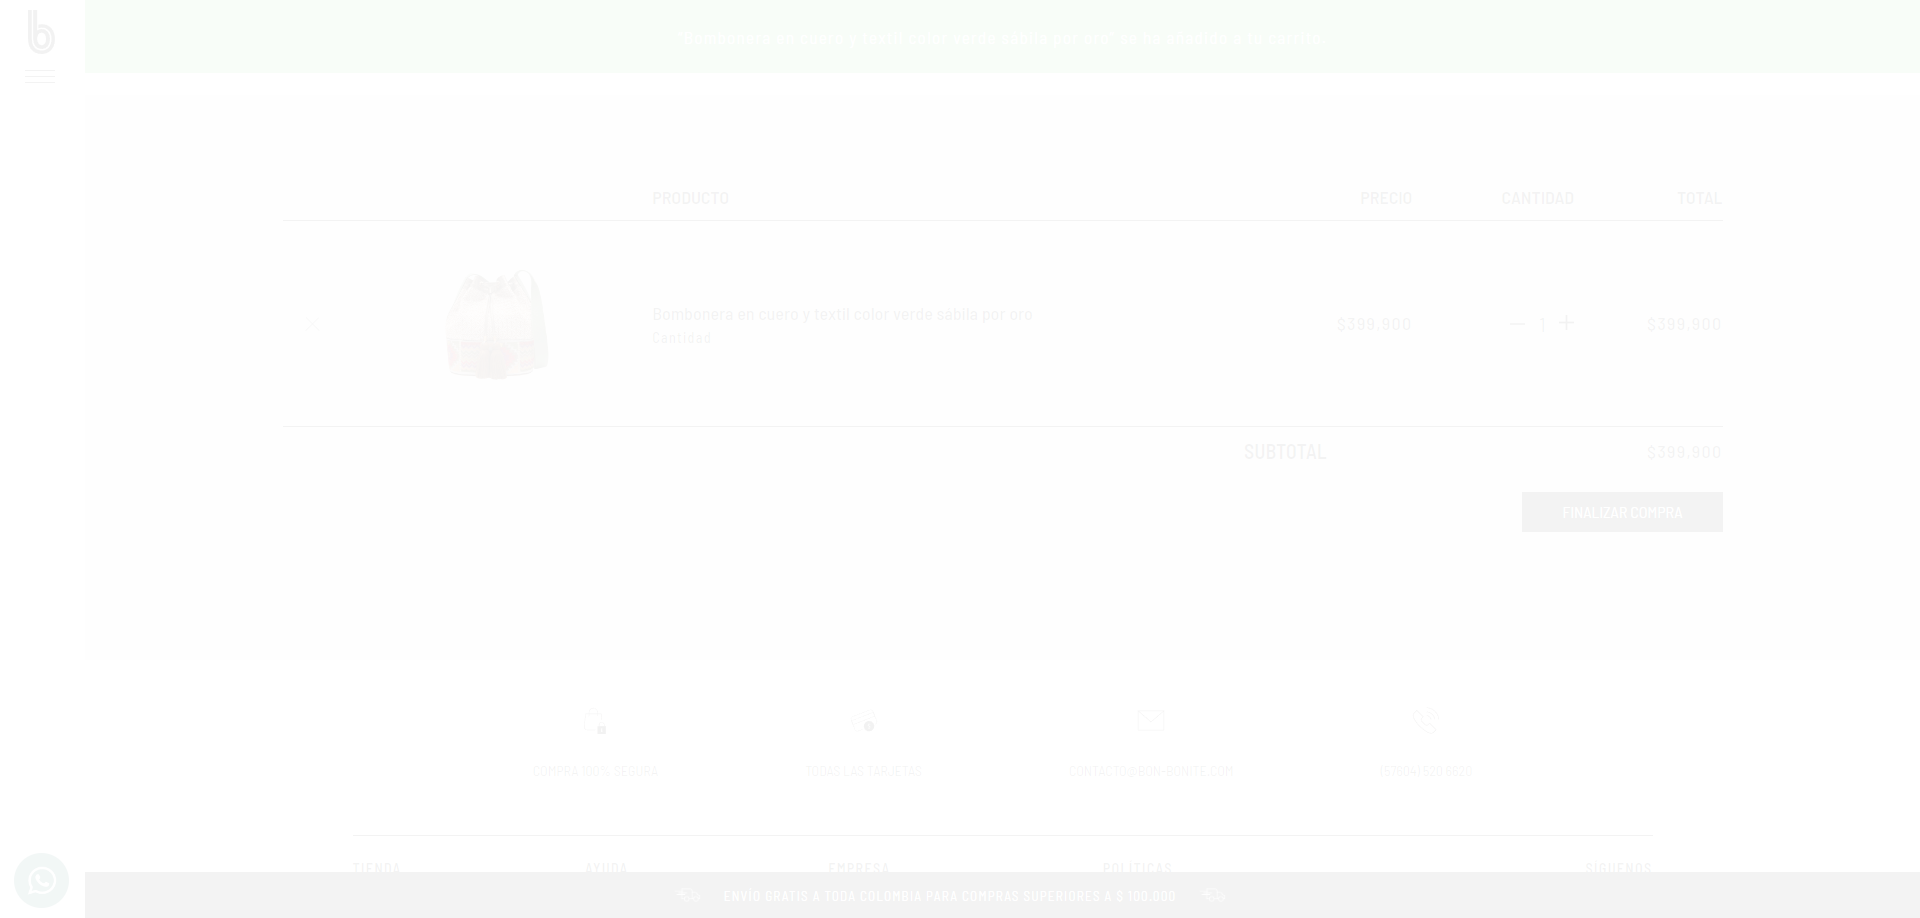 b
"Bombonera en cuero y textil color verde sábila por oro" se ha añadido a tu carrito.
PRODUCTO PRECIO CANTIDAD TOTAL
Bombonera en cuero y textil color verde sábila por oro
Cantidad
$399.900 1 $399.900
SUBTOTAL $399.900
FINALIZAR COMPRA
COMPRA 100% SEGURA TODAS LAS TARJETAS CONTACTO@BON-BONITE.COM (57604) 520 8620
TIENDA AYUDA EMPRESA POLÍTICAS SÍGUENOS
ENVÍO GRATIS A TODA COLOMBIA PARA COMPRAS SUPERIORES A $ 100.000